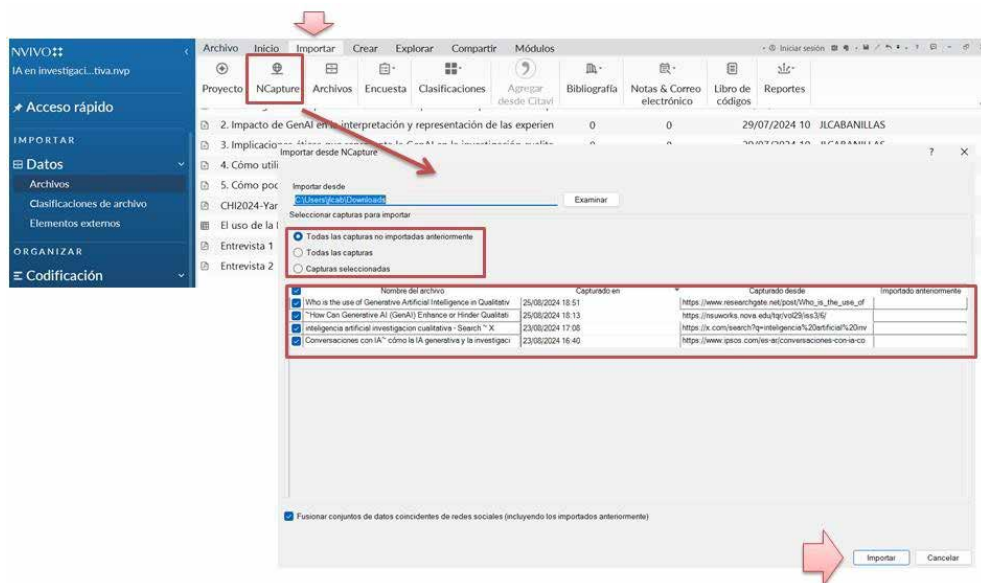 NVIVO
IA en investigaci...tiva.nvp
Acceso rápido
IMPORTAR
Datos
Archivos
Clasificaciones de archivo
Elementos externos
ORGANIZAR
Codificación
Archivo Inicio Importar Crear Explorar Compartir Módulos
Iniciar sesión
Proyecto NCapture Archivos Encuesta Clasificaciones Agregar desde Citavi Bibliografía Notas & Correo electrónico Libro de códigos Reportes
2. Impacto de GenAI en la interpretación y representación de las experien 0 0 29/07/2024 10 JLCABANILLAS
3. Implicaciones éticas que
4. Cómo utili
5. Cómo poc
CHI2024-Yar
El uso de la
Entrevista 1
Entrevista 2
Importar desde NCapture ? X
Importar desde
C:\Users\jlcab\Downloads Examinar
Seleccionar capturas para importar
Todas las capturas no importadas anteriormente
Todas las capturas
Capturas seleccionadas
Nombre del archivo Capturado en Capturado desde Importado anteriormente
Who is the use of Generative Artificial Intelligence in Qualitativ 25/08/2024 18:51 https://www.researchgate.net/post/Who_is_the_use_of
"How Can Generative AI (GenAI) Enhance or Hinder Qualitati 25/08/2024 18:13 https://nsuworks.nova.edu/tqr/vol29/iss3/6/
inteligencia artificial investigacion cualitativa - Search ~ X 23/08/2024 17:08 https://x.com/search?q=inteligencia%20artificial%20inv
Conversaciones con IA~ cómo la IA generativa y la investigaci 23/08/2024 16:40 https://www.ipsos.com/es-ar/conversaciones-con-ia-co
Fusionar conjuntos de datos coincidentes de redes sociales (incluyendo los importados anteriormente)
Importar Cancelar